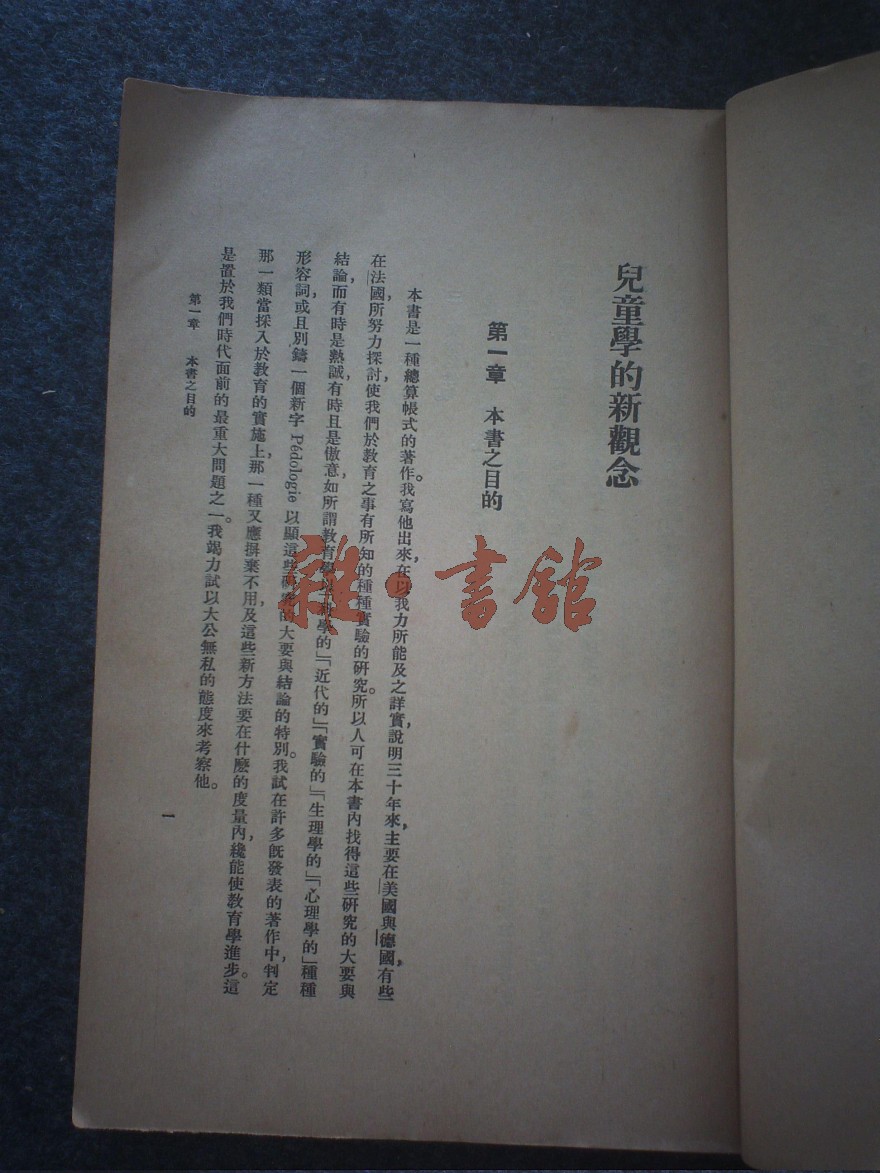 兒童學的新觀念
第一章 本書之目的
本書是一種總算帳式的著作。我寫他出來，在以我力所能及之詳實，說明三十年來，主要在美國與德國，有些
在法國，所努力探討，使我們於教育之事有所知的種種實驗的研究。所以人可在本書內找得這些研究的大要與
結論，而有時是熱誠，有時且是傲意，如所謂教育學 學的」「近代的」「實驗的」「生理學的」「心理學的」種種
形容詞，或且別鑄一個新字 Pédologie 以顯這些研究的大要與結論的特別。我試在許多旣發表的著作中，判定
那一類當採入於教育的實施上，那一種又應摒棄不用，及這些新方法要在什麽的度量內，纔能使教育學進步。這
是置於我們時代面前的最重大問題之一。我竭力試以大公無私的態度來考察他。
第一章 本書之目的
一
雜·書館